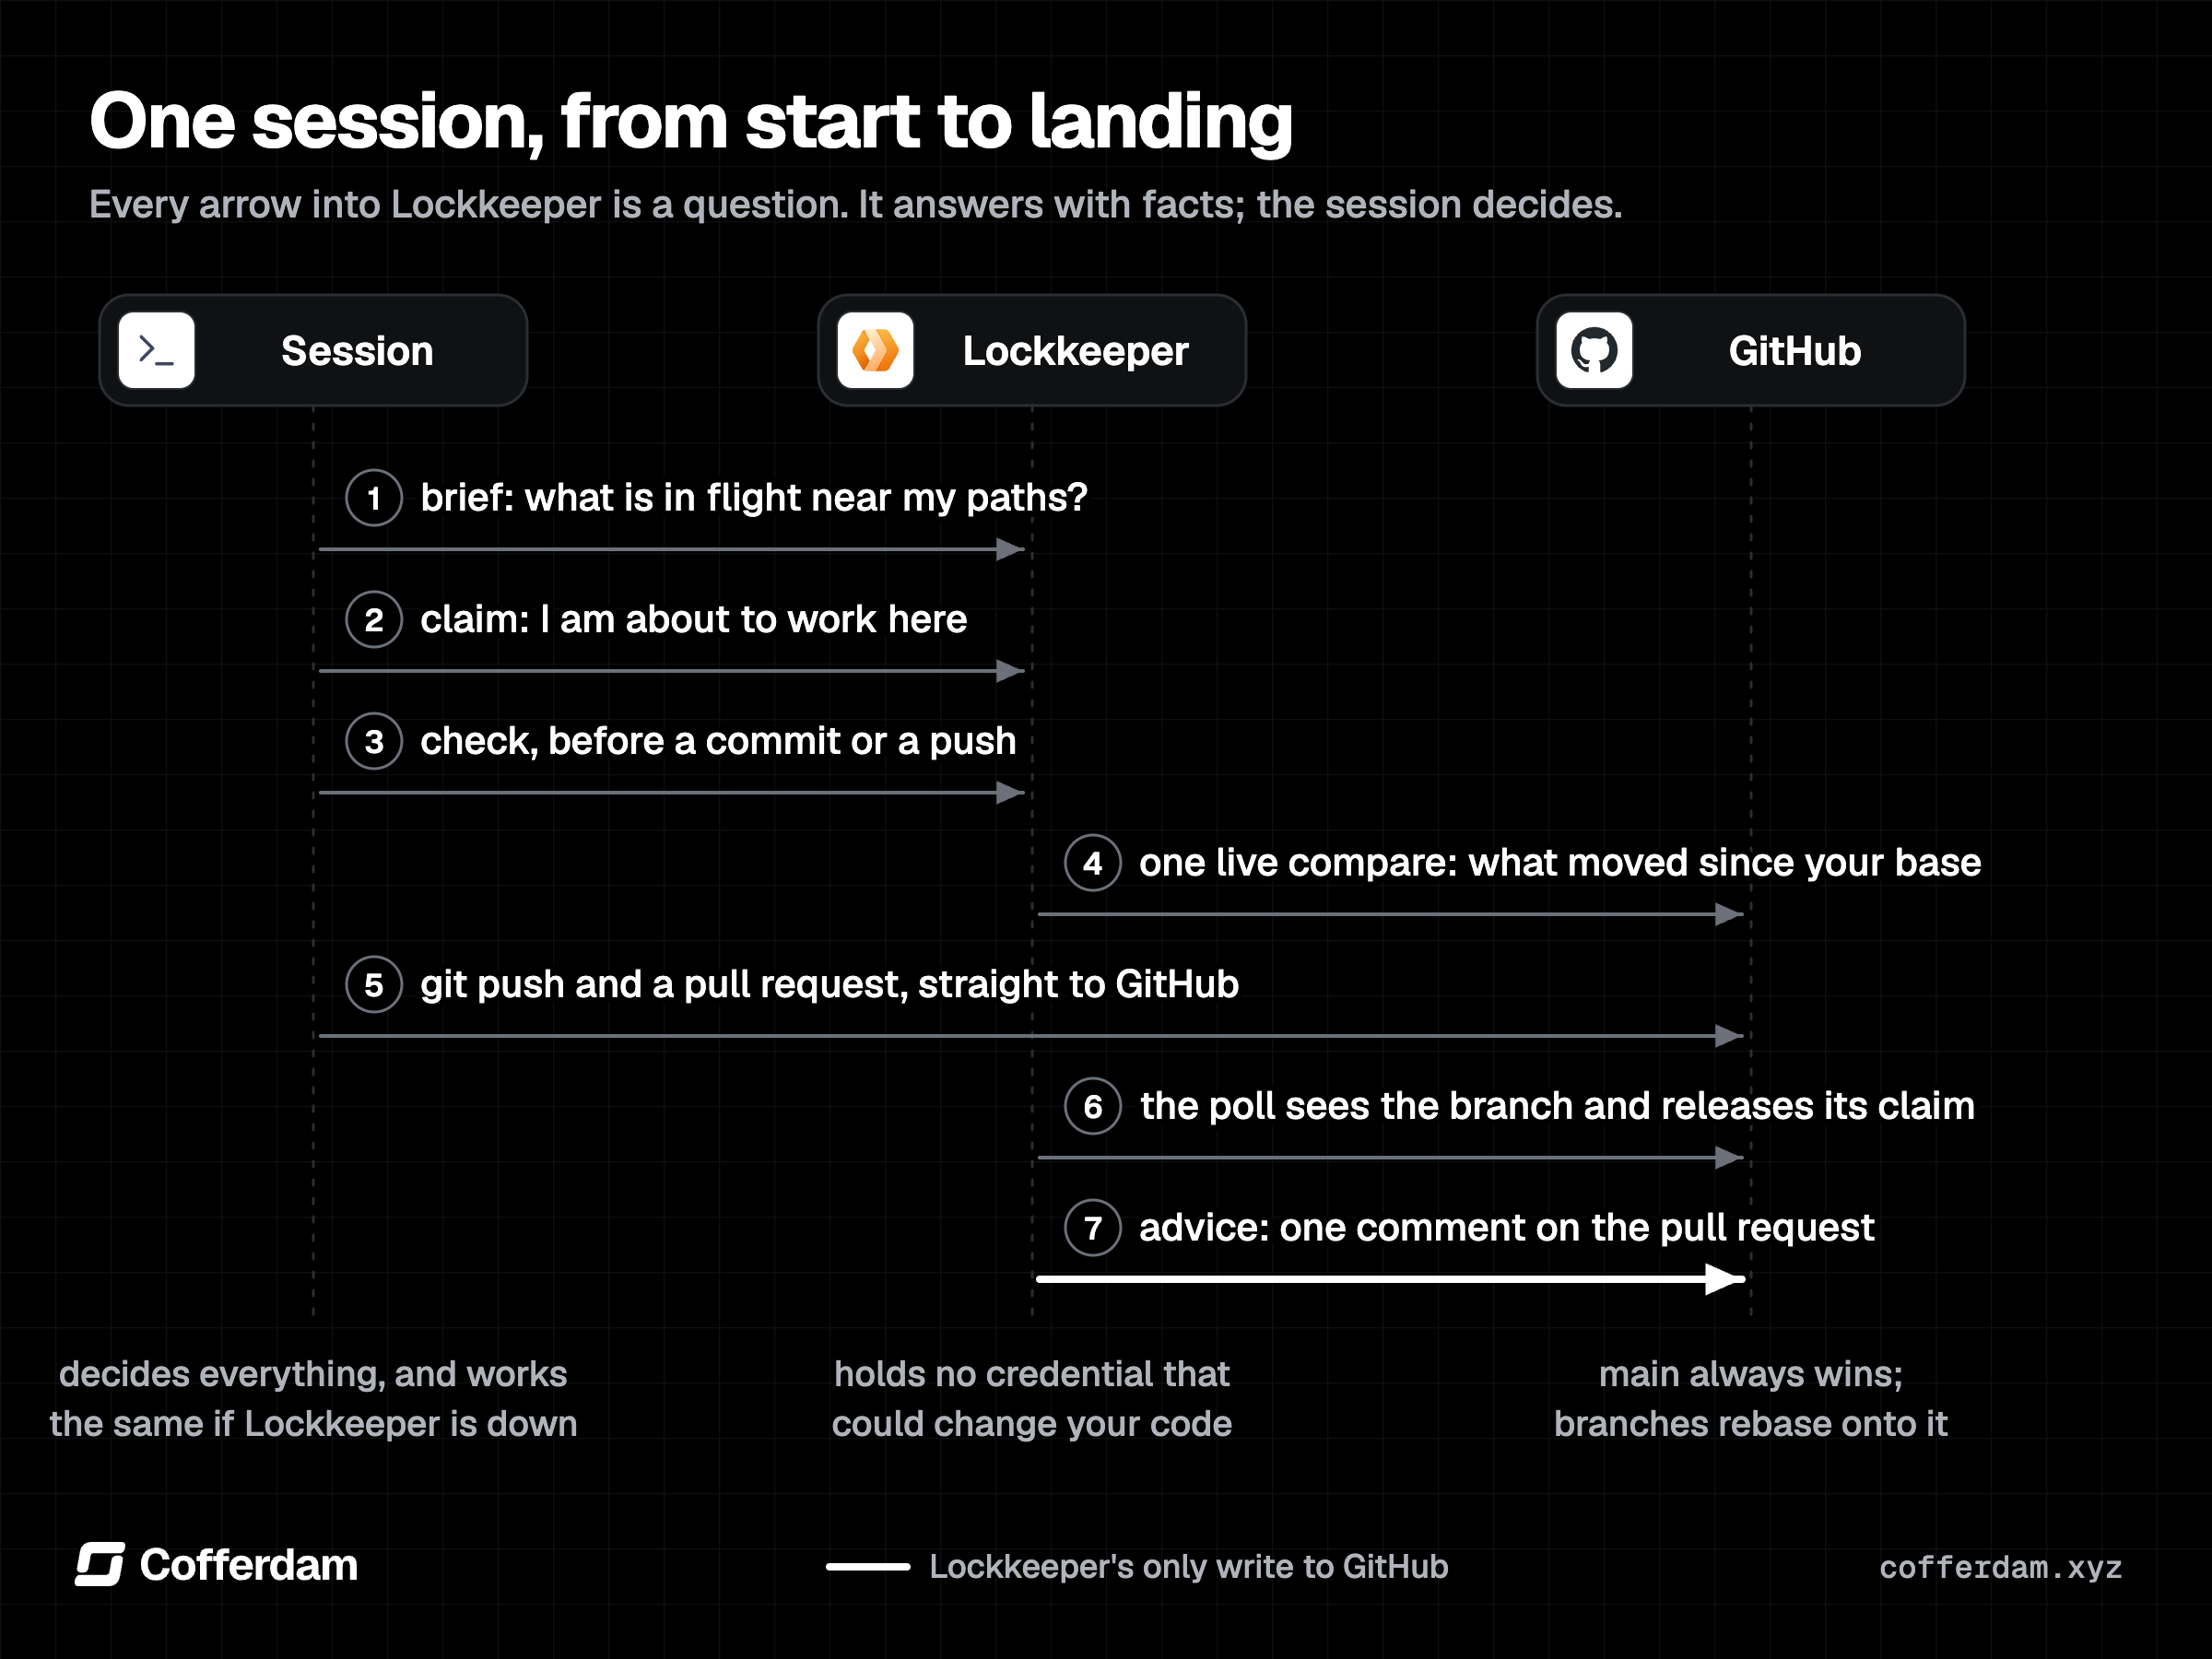 One session, from start to landing
Every arrow into Lockkeeper is a question. It answers with facts; the session decides.
>_ Session
Lockkeeper
GitHub
1 brief: what is in flight near my paths?
2 claim: I am about to work here
3 check, before a commit or a push
4 one live compare: what moved since your base
5 git push and a pull request, straight to GitHub
6 the poll sees the branch and releases its claim
7 advice: one comment on the pull request
decides everything, and works
the same if Lockkeeper is down
holds no credential that
could change your code
main always wins;
branches rebase onto it
Cofferdam
Lockkeeper's only write to GitHub
cofferdam.xyz